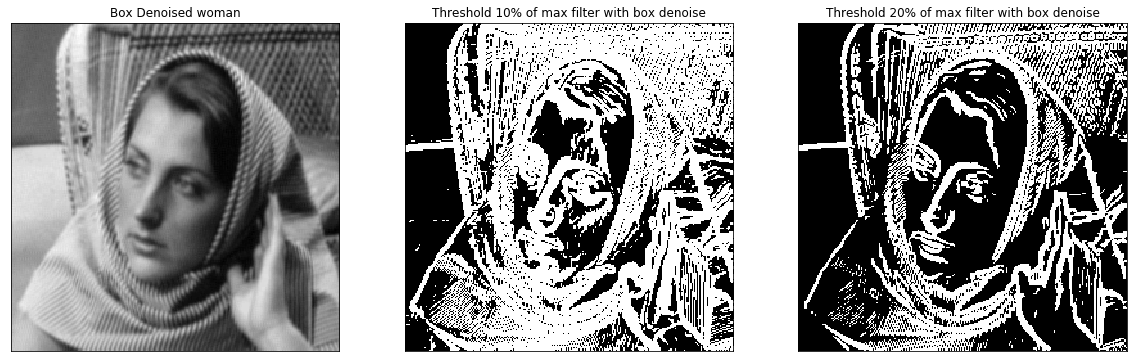 Box Denoised woman
Threshold 10% of max filter with box denoise
Threshold 20% of max filter with box denoise